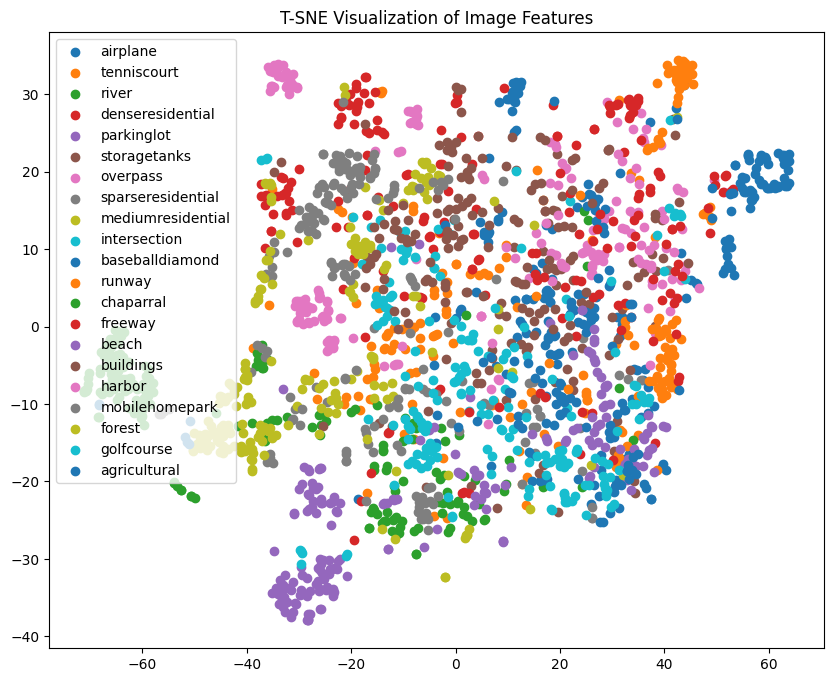 T-SNE Visualization of Image Features
airplane
tenniscourt
river
denseresidential
parkinglot
storagetanks
overpass
sparseresidential
mediumresidential
intersection
baseballdiamond
runway
chaparral
freeway
beach
buildings
harbor
mobilehomepark
forest
golfcourse
agricultural
30
20
10
0
−10
−20
−30
−40
−60 −40 −20 0 20 40 60